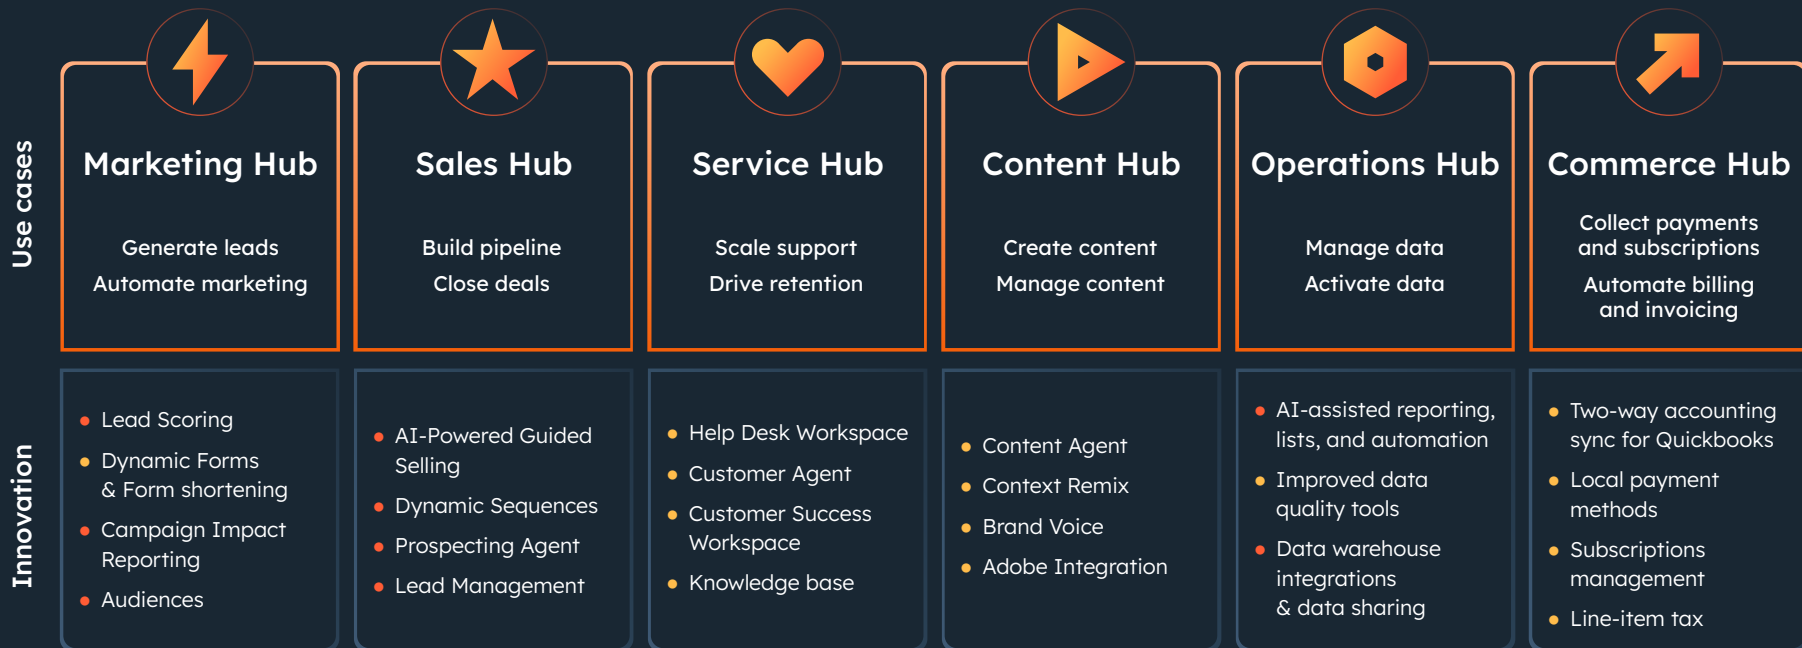 Use cases
Marketing Hub
Generate leads
Automate marketing
Sales Hub
Build pipeline
Close deals
Service Hub
Scale support
Drive retention
Content Hub
Create content
Manage content
Operations Hub
Manage data
Activate data
Commerce Hub
Collect payments
and subscriptions
Automate billing
and invoicing
Innovation
Lead Scoring
Dynamic Forms
& Form shortening
Campaign Impact
Reporting
Audiences
AI-Powered Guided
Selling
Dynamic Sequences
Prospecting Agent
Lead Management
Help Desk Workspace
Customer Agent
Customer Success
Workspace
Knowledge base
Content Agent
Context Remix
Brand Voice
Adobe Integration
AI-assisted reporting,
lists, and automation
Improved data
quality tools
Data warehouse
integrations
& data sharing
Two-way accounting
sync for Quickbooks
Local payment
methods
Subscriptions
management
Line-item tax